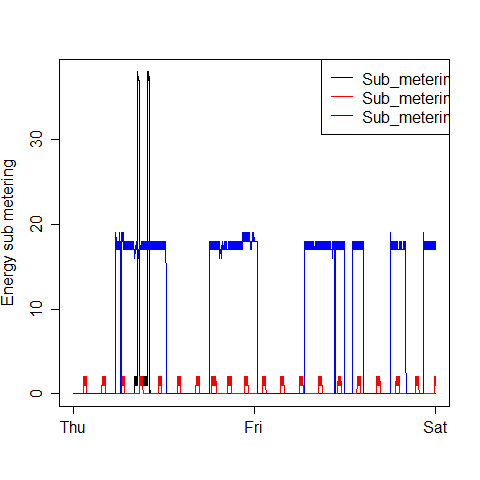 Sub_meterin
Sub_meterin
Sub_meterin
Energy sub metering
30
20
10
0
Thu Fri Sat